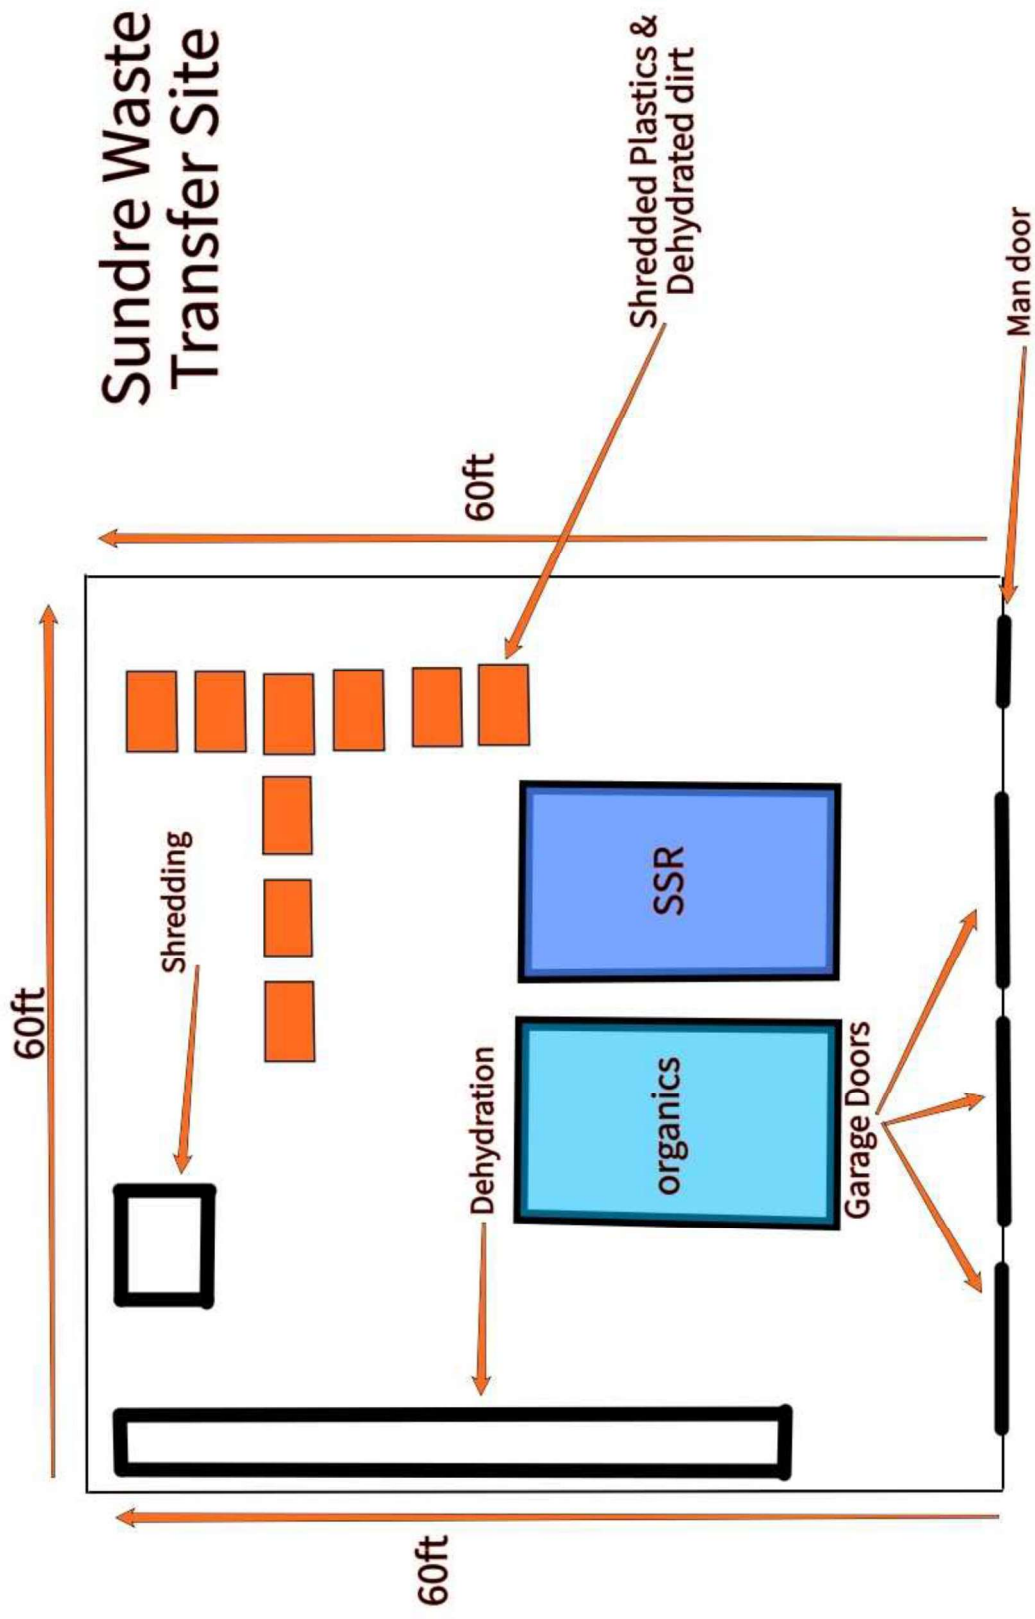 Sundre Waste
Transfer Site
60ft
Shredding
60ft
Shredded Plastics &
Dehydrated dirt
Dehydration
60ft
SSR
organics
Garage Doors
Man door